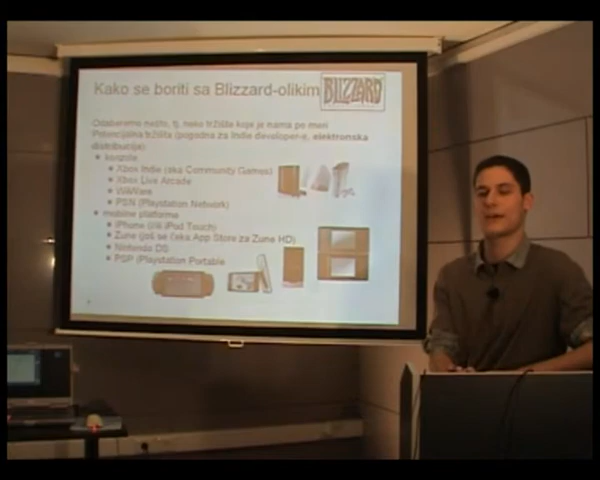 Kako se boriti sa Blizzard-olikim
BLIZZARD
Odaberemo nešto, tj. neko tržište koje je nama po meri
Potencijalna tržišta (pogodna za Indie developer-e, elektronska
distribucija)
konzole
Xbox Indie (aka Community Games)
Xbox Live Arcade
WiiWare
PSN (Playstation Network)
mobilne platforme
iPhone (i/ili iPod Touch)
Zune (još se čeka App Store za Zune HD)
Nintendo DS
PSP (Playstation Portable